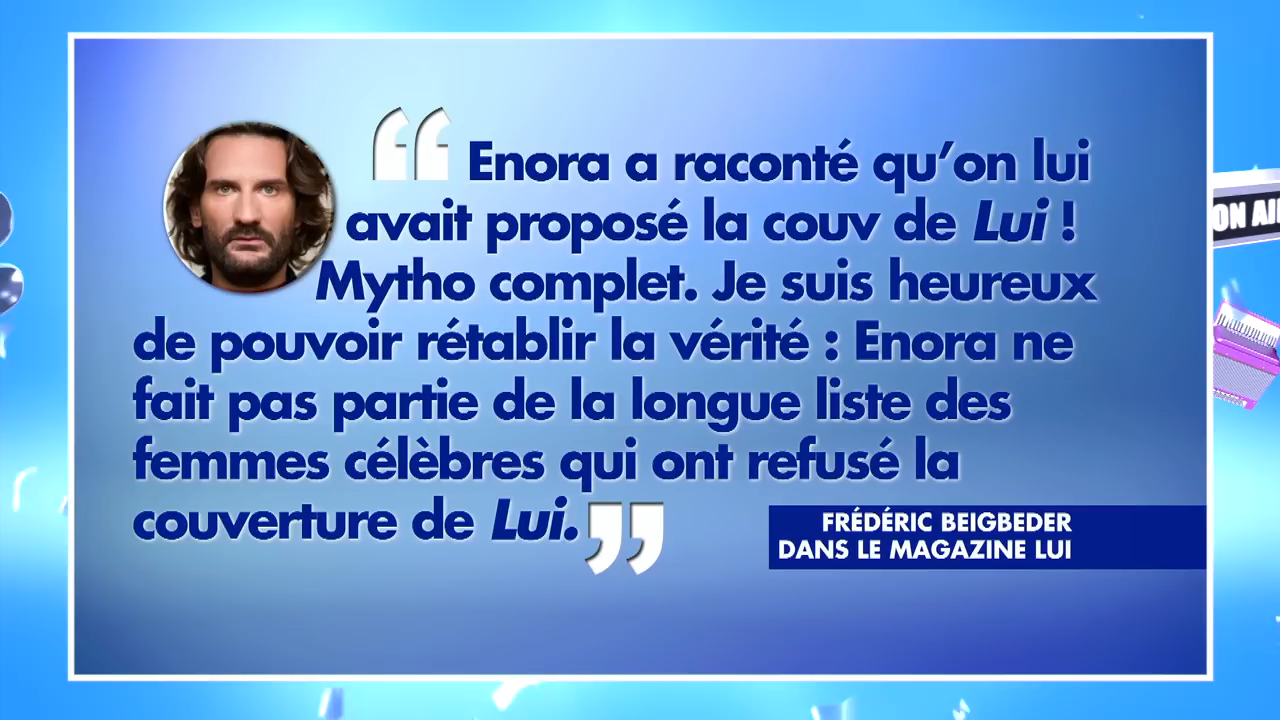 “ Enora a raconté qu’on lui
avait proposé la couv de Lui !
Mytho complet. Je suis heureux
de pouvoir rétablir la vérité : Enora ne
fait pas partie de la longue liste des
femmes célèbres qui ont refusé la
couverture de Lui. ”
FRÉDÉRIC BEIGBEDER
DANS LE MAGAZINE LUI
ON AI